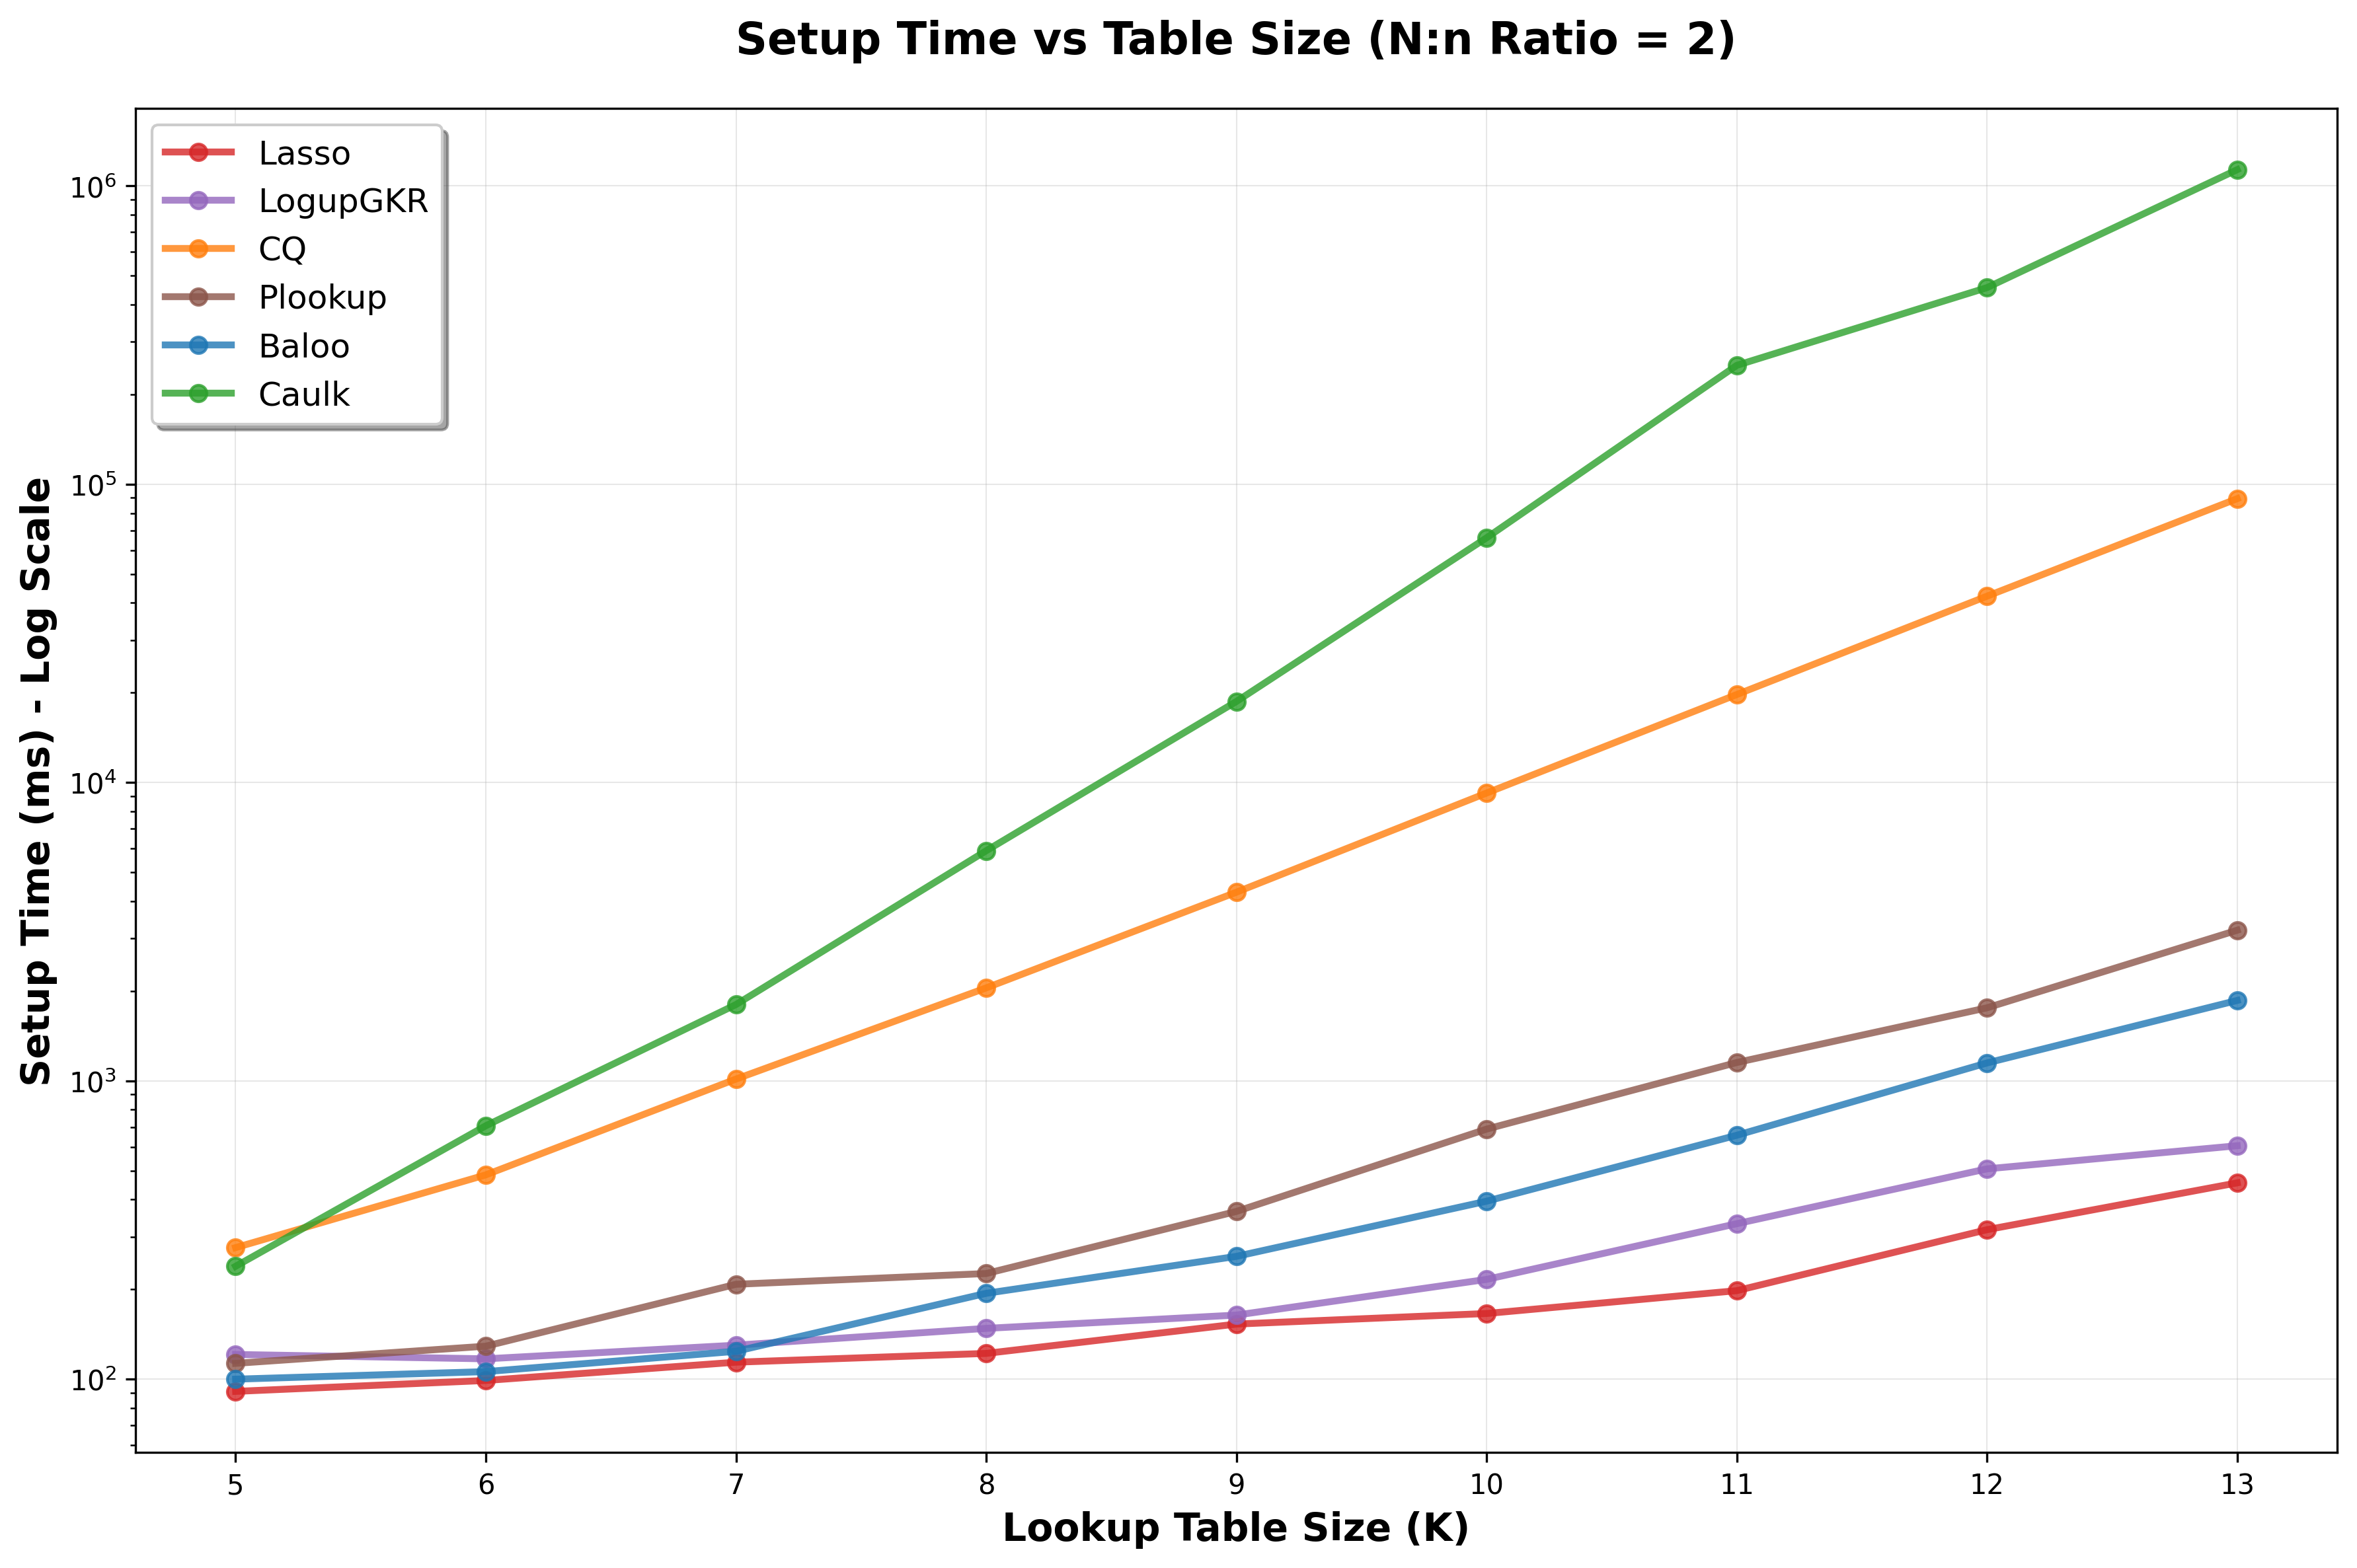 Setup Time vs Table Size (N:n Ratio = 2)
Lasso
LogupGKR
CQ
Plookup
Baloo
Caulk
Setup Time (ms) - Log Scale
10⁶
10⁵
10⁴
10³
10²
5 6 7 8 9 10 11 12 13
Lookup Table Size (K)